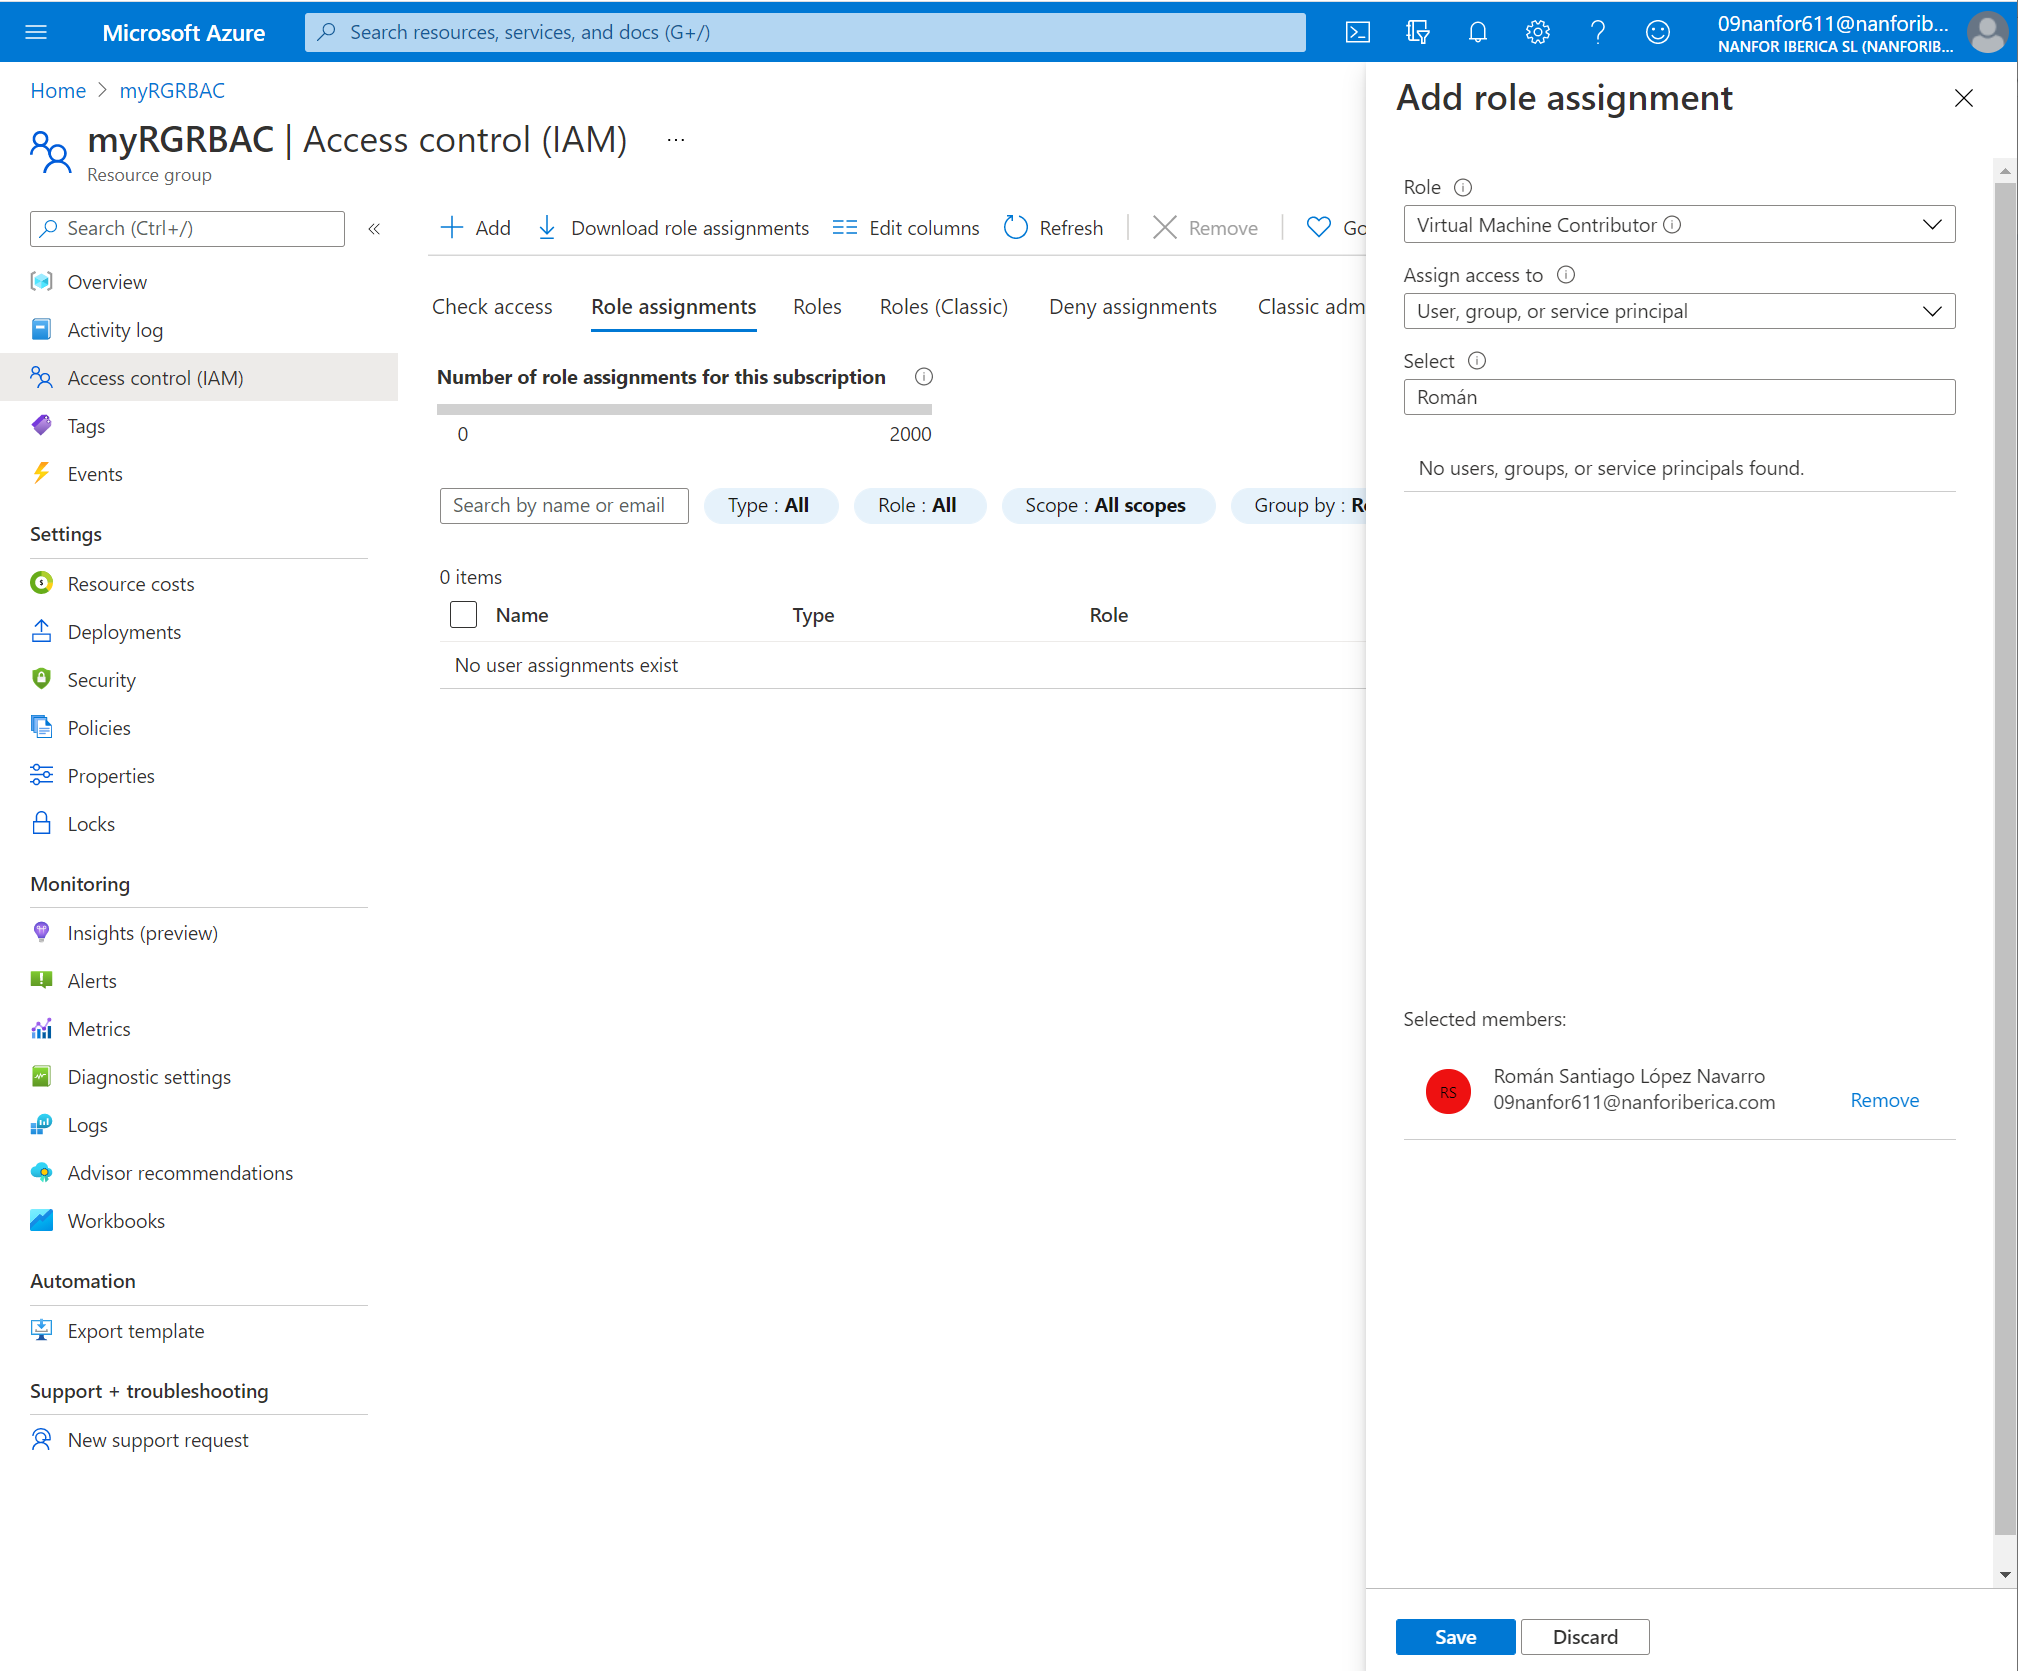 Microsoft Azure
Search resources, services, and docs (G+/)
09nanfor611@nanforib...
NANFOR IBERICA SL (NANFORIB...
Home > myRGRBAC
myRGRBAC | Access control (IAM) ...
Resource group
Search (Ctrl+/)
«
Overview
Activity log
Access control (IAM)
Tags
Events
Settings
Resource costs
Deployments
Security
Policies
Properties
Locks
Monitoring
Insights (preview)
Alerts
Metrics
Diagnostic settings
Logs
Advisor recommendations
Workbooks
Automation
Export template
Support + troubleshooting
New support request
Add Download role assignments Edit columns Refresh Remove Go
Check access Role assignments Roles Roles (Classic) Deny assignments Classic adm
Number of role assignments for this subscription
0 2000
Search by name or email Type : All Role : All Scope : All scopes Group by : Ro
0 items
Name Type Role
No user assignments exist
Add role assignment
Role
Virtual Machine Contributor
Assign access to
User, group, or service principal
Select
Román
No users, groups, or service principals found.
Selected members:
RS
Román Santiago López Navarro
09nanfor611@nanforiberica.com
Remove
Save Discard